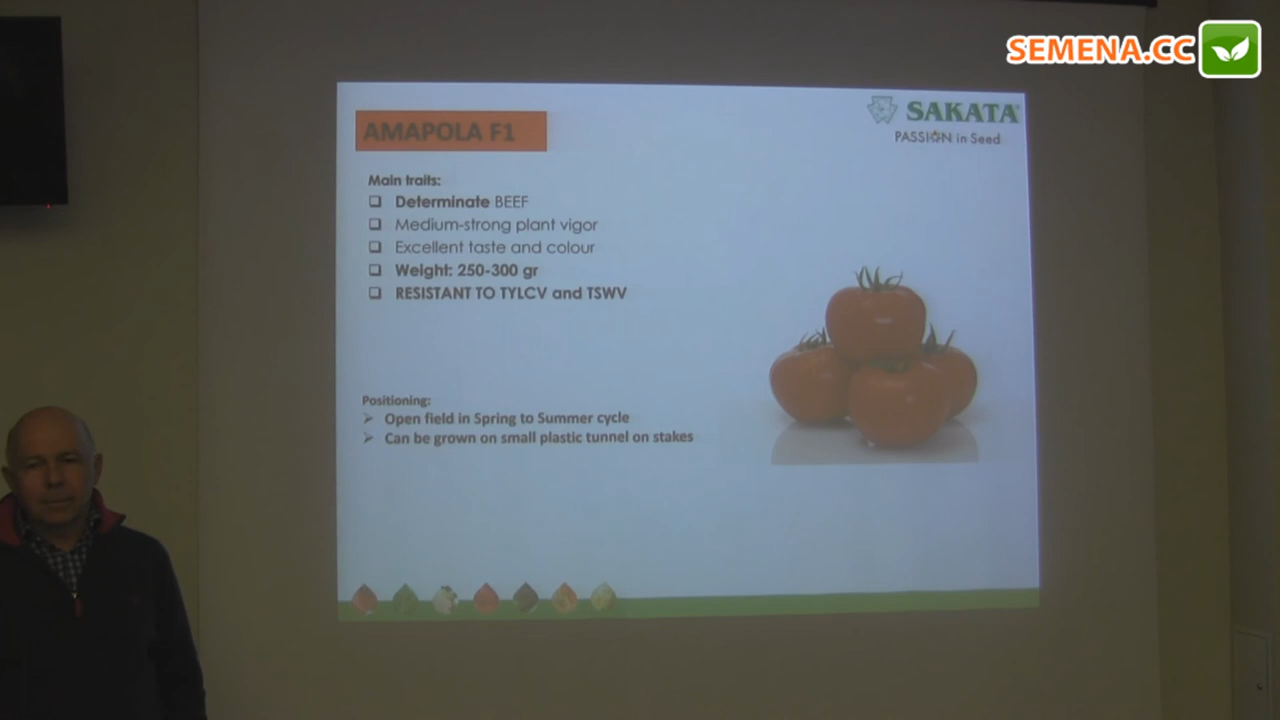 SEMENA.CC
AMAPOLA F1
SAKATA®
PASSION in Seed
Main traits:
Determinate BEEF
Medium-strong plant vigor
Excellent taste and colour
Weight: 250-300 gr
RESISTANT TO TYLCV and TSWV
Positioning:
Open field in Spring to Summer cycle
Can be grown on small plastic tunnel on stakes